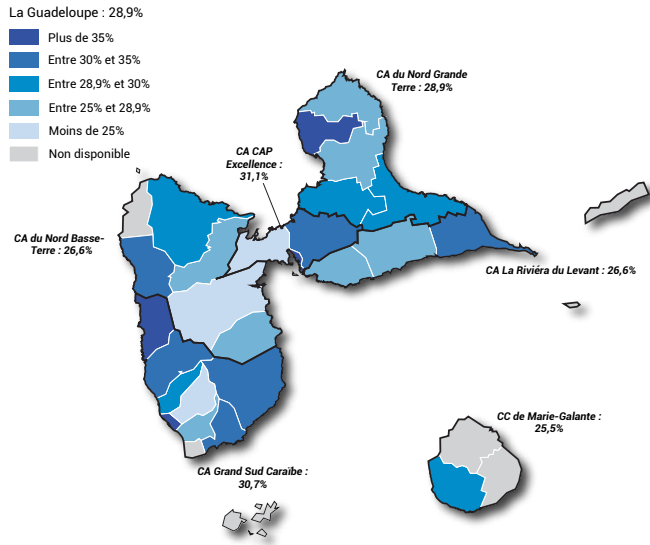 La Guadeloupe : 28,9%
Plus de 35%
Entre 30% et 35%
Entre 28,9% et 30%
Entre 25% et 28,9%
Moins de 25%
Non disponible
CA du Nord Grande
Terre : 28,9%
CA CAP
Excellence :
31,1%
CA du Nord Basse-
Terre : 26,6%
CA La Riviéra du Levant : 26,6%
CC de Marie-Galante :
25,5%
CA Grand Sud Caraïbe :
30,7%